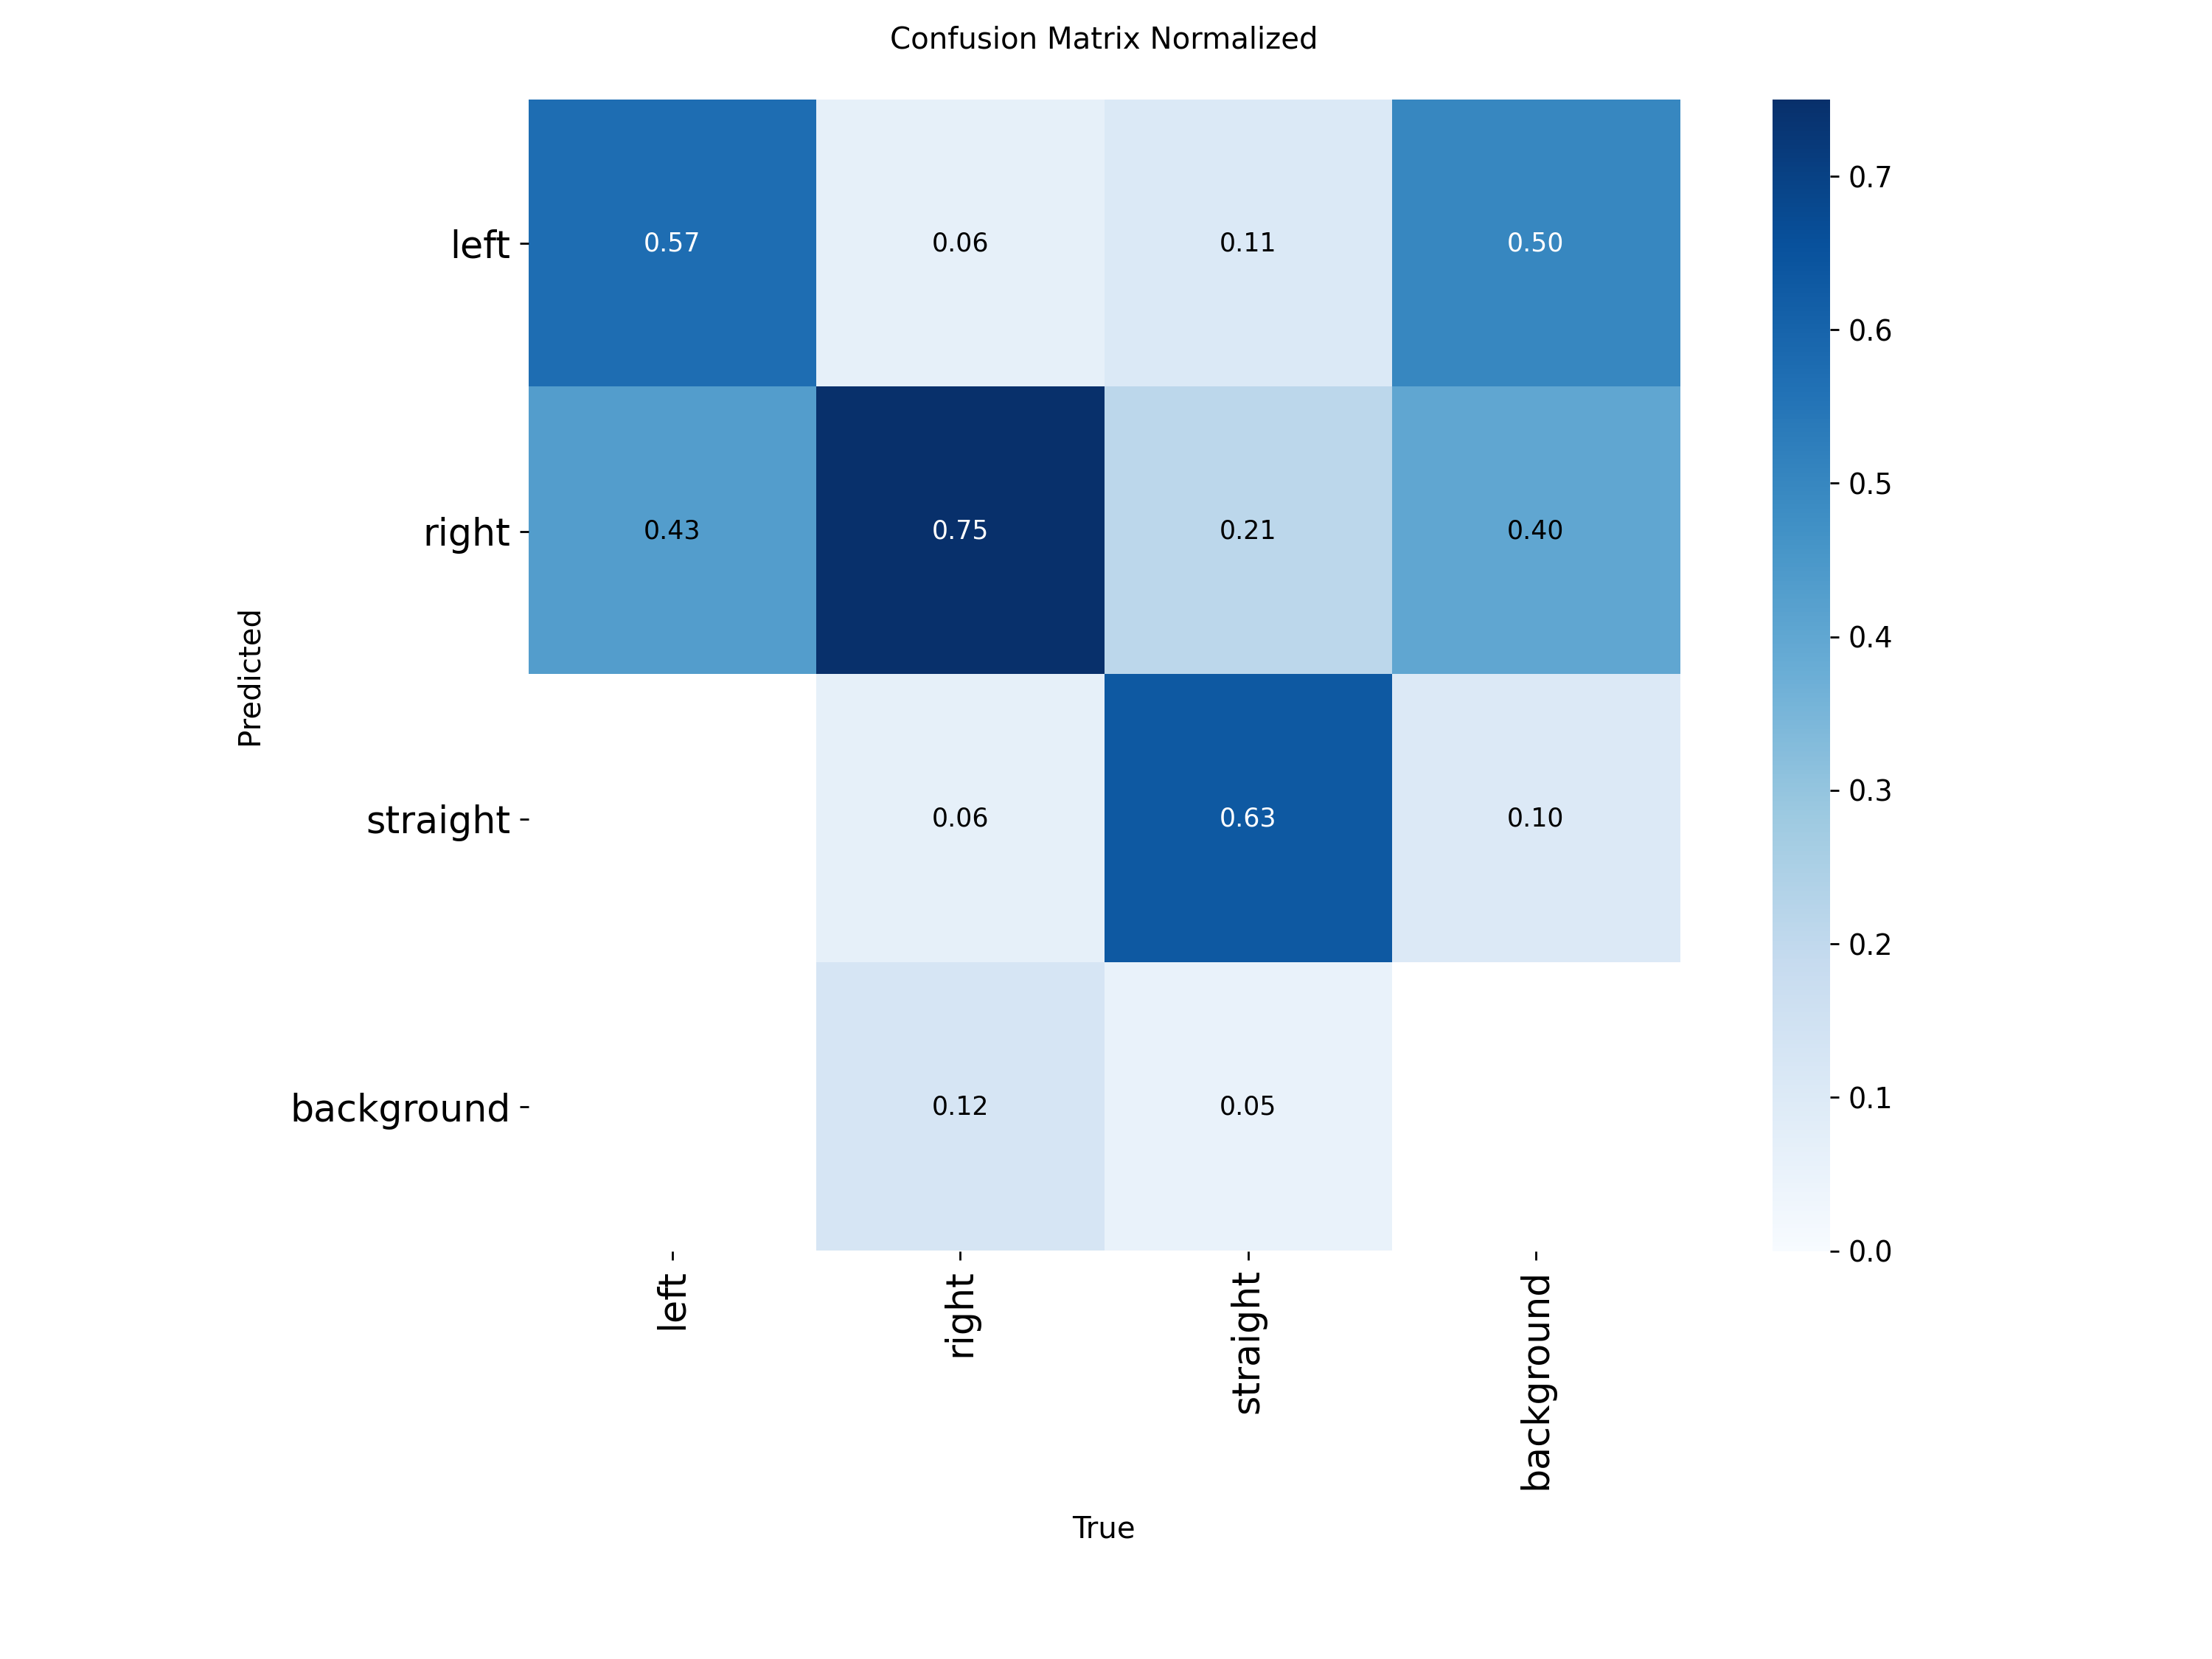 Confusion Matrix Normalized
left
0.57
0.06
0.11
0.50
right
0.43
0.75
0.21
0.40
straight
0.06
0.63
0.10
background
0.12
0.05
Predicted
left
right
straight
background
True
0.7
0.6
0.5
0.4
0.3
0.2
0.1
0.0